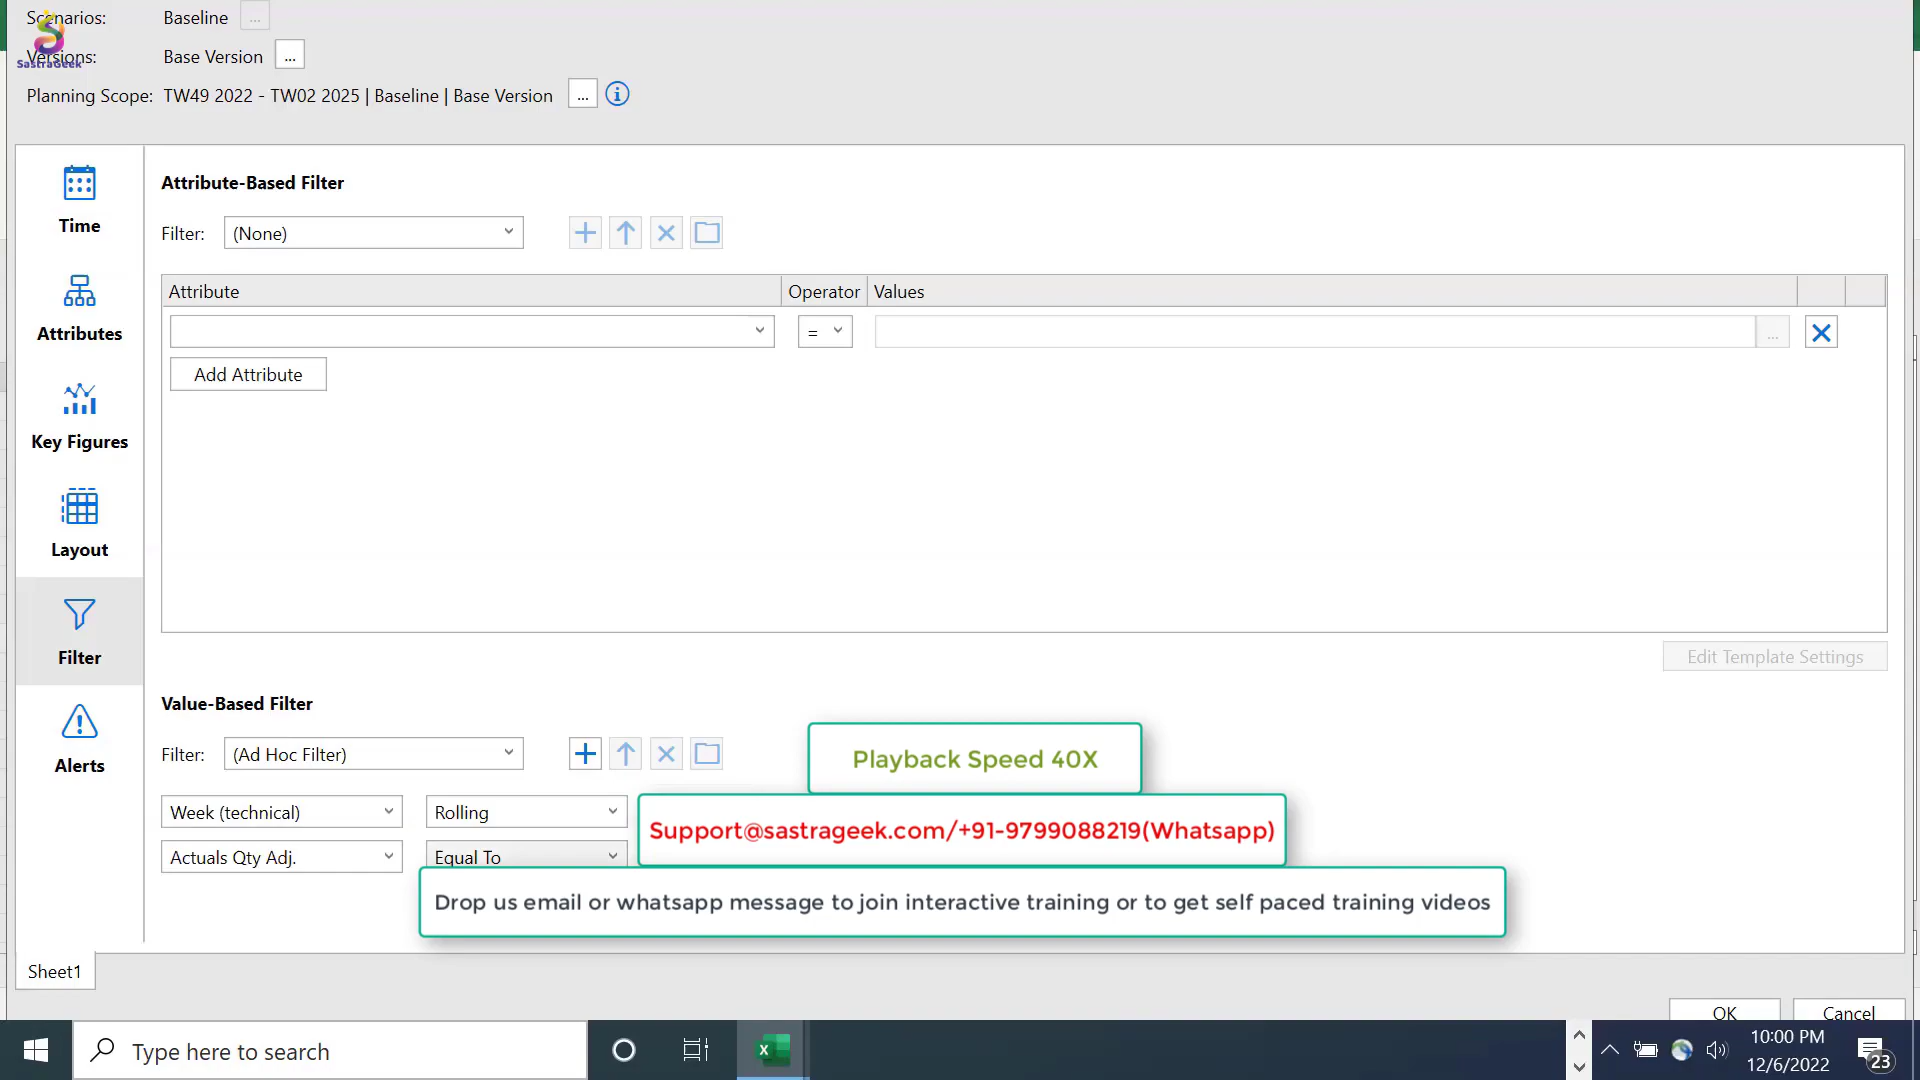 Scenarios: Baseline ...
Versions: Base Version ...
SastraGeek
Planning Scope: TW49 2022 - TW02 2025 | Baseline | Base Version ... i
Time
Attributes
Key Figures
Layout
Filter
Alerts
Attribute-Based Filter
Filter: (None)
Attribute Operator Values
= ...
Add Attribute
Edit Template Settings
Value-Based Filter
Filter: (Ad Hoc Filter)
Week (technical) Rolling
Actuals Qty Adj. Equal To
Playback Speed 40X
Support@sastrageek.com/+91-9799088219(Whatsapp)
Drop us email or whatsapp message to join interactive training or to get self paced training videos
Sheet1
OK Cancel
Type here to search
10:00 PM
12/6/2022
23